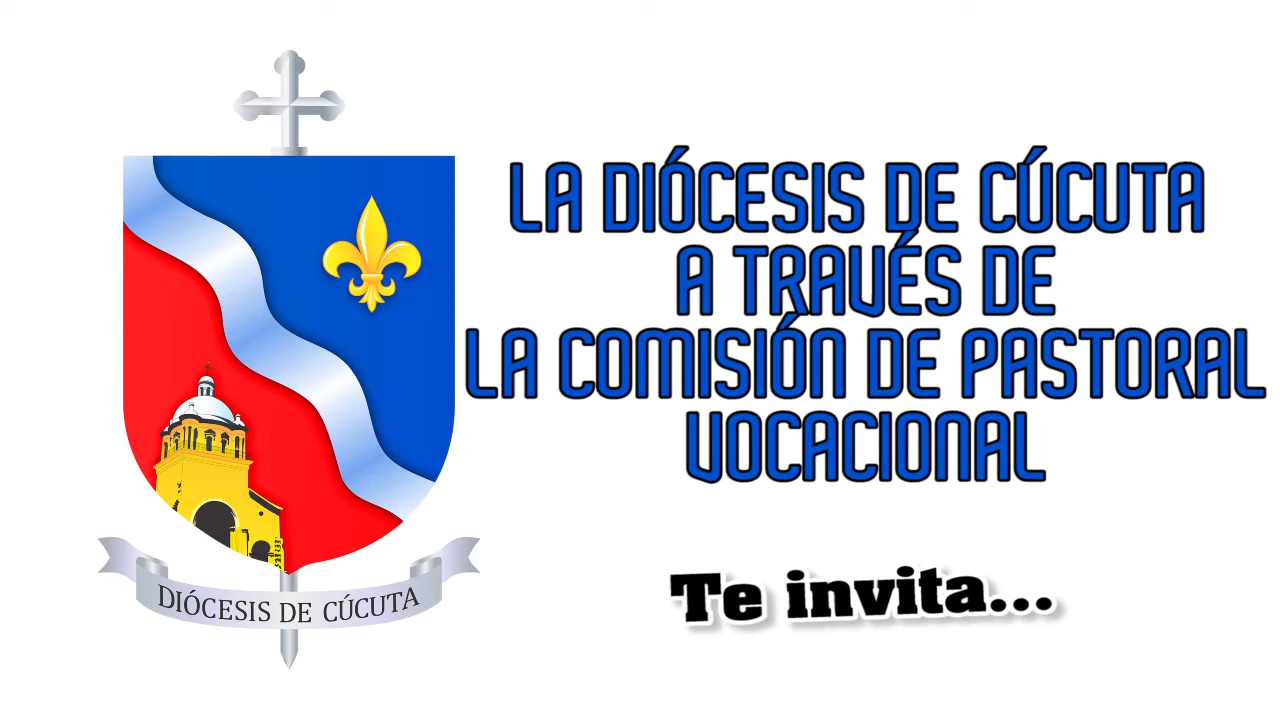 LA DIÓCESIS DE CÚCUTA
A TRAVÉS DE
LA COMISIÓN DE PASTORAL
VOCACIONAL
Te invita...
DIÓCESIS DE CÚCUTA